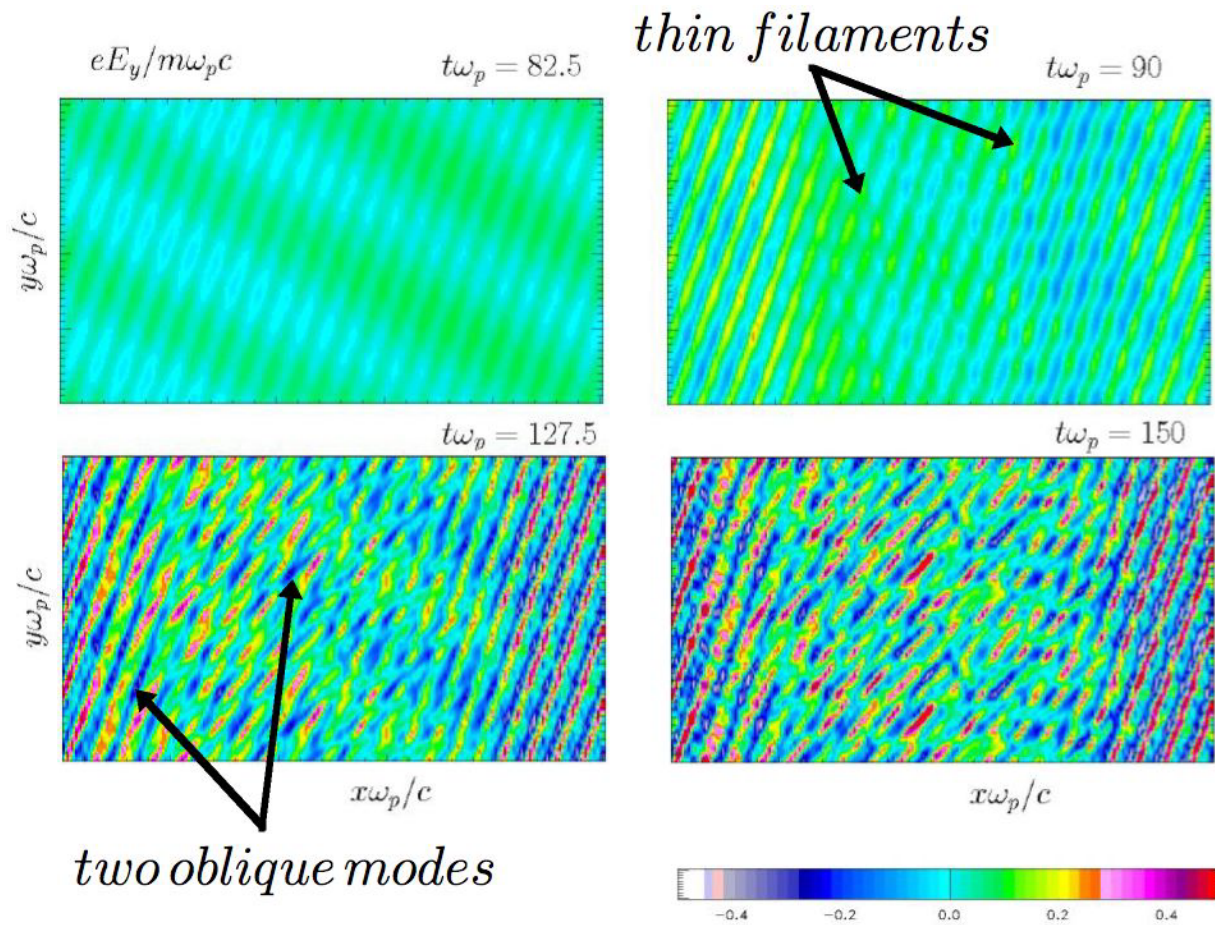 thin filaments
eE_y/mω_pc
tω_p = 82.5
tω_p = 90
yω_p/c
tω_p = 127.5
tω_p = 150
yω_p/c
xω_p/c
xω_p/c
two oblique modes
−0.4 −0.2 0.0 0.2 0.4